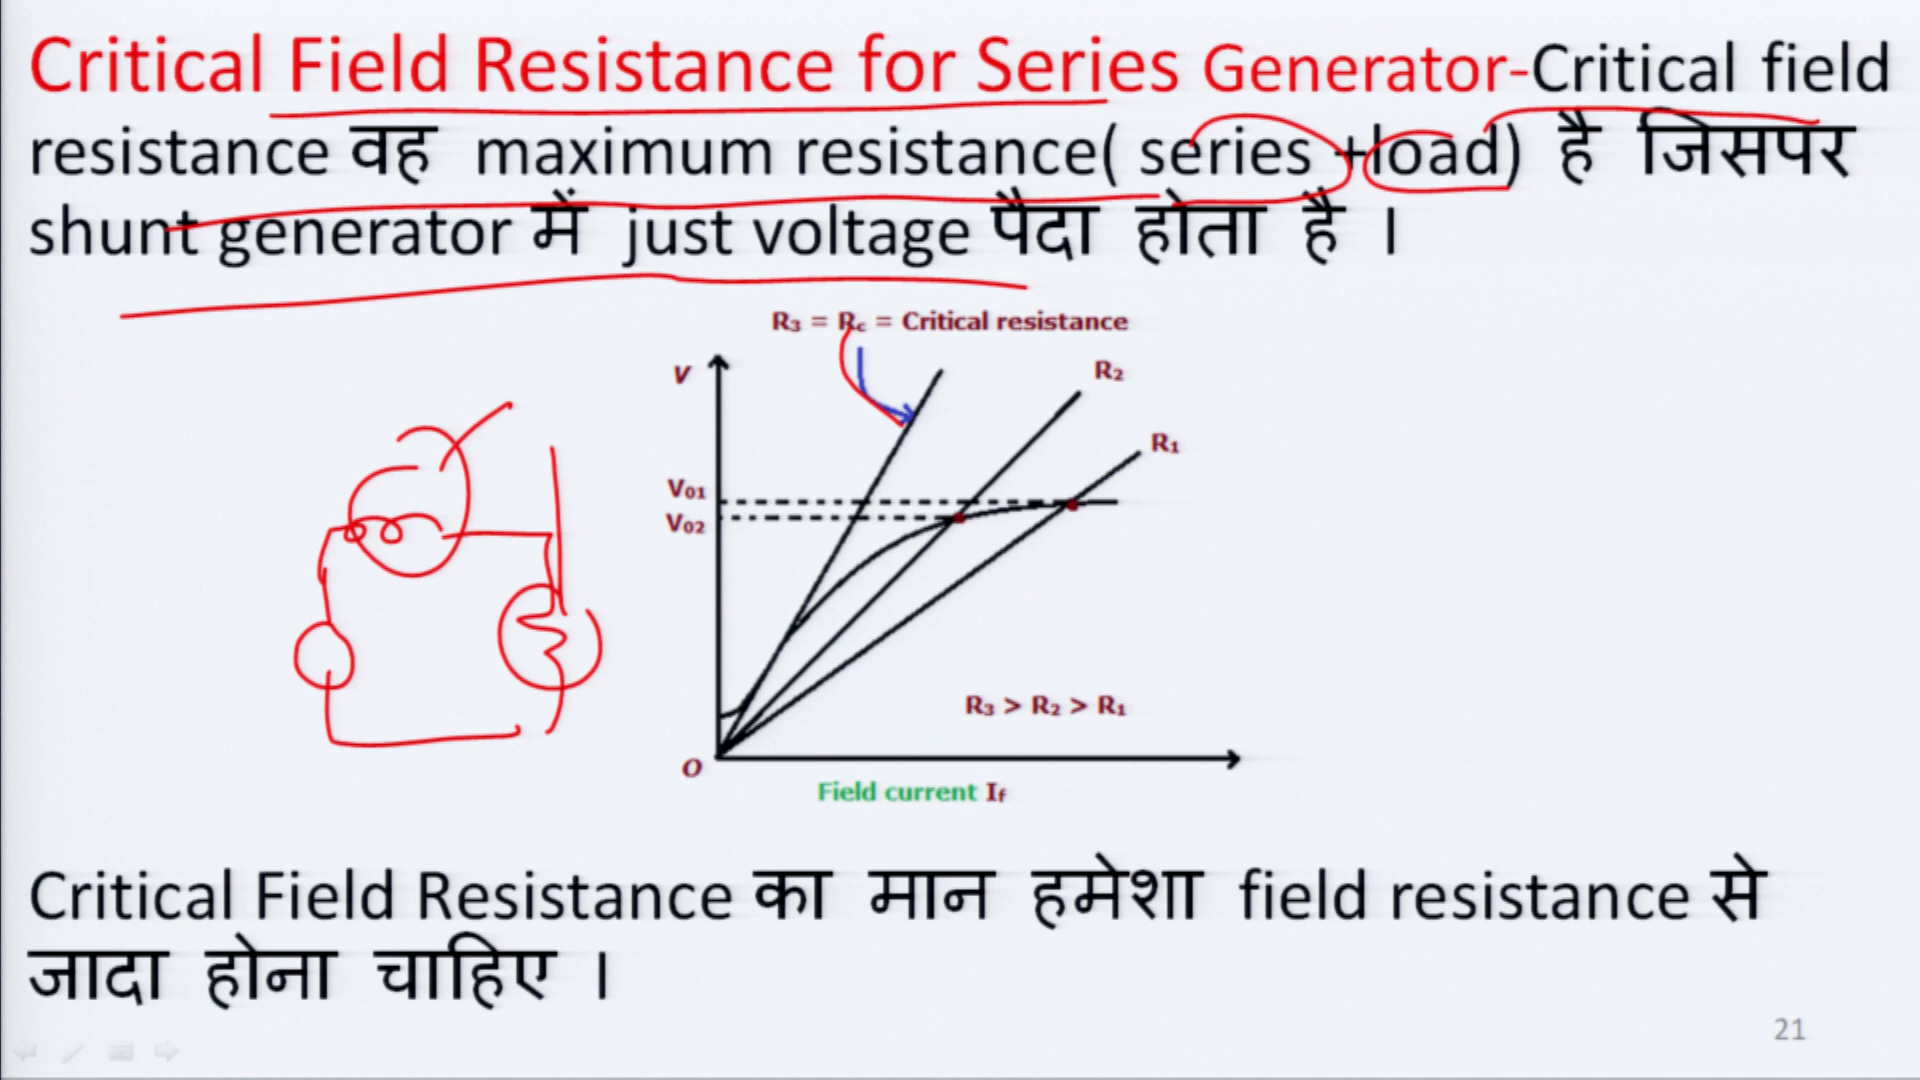 Critical Field Resistance for Series Generator-Critical field
resistance वह maximum resistance( series +load) है जिसपर
shunt generator में just voltage पैदा होता है ।
R₃ = R꜀ = Critical resistance
V
R₂
R₁
V₀₁
V₀₂
R₃ > R₂ > R₁
O
Field current If
Critical Field Resistance का मान हमेशा field resistance से
जादा होना चाहिए ।
21